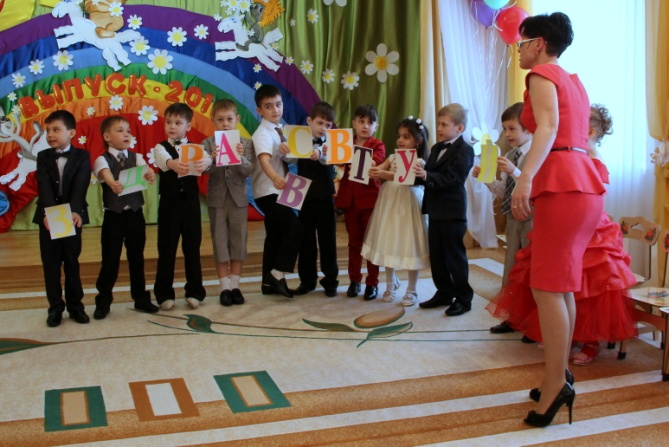 ВЫПУСК - 201
З Д Р А В С В Т У